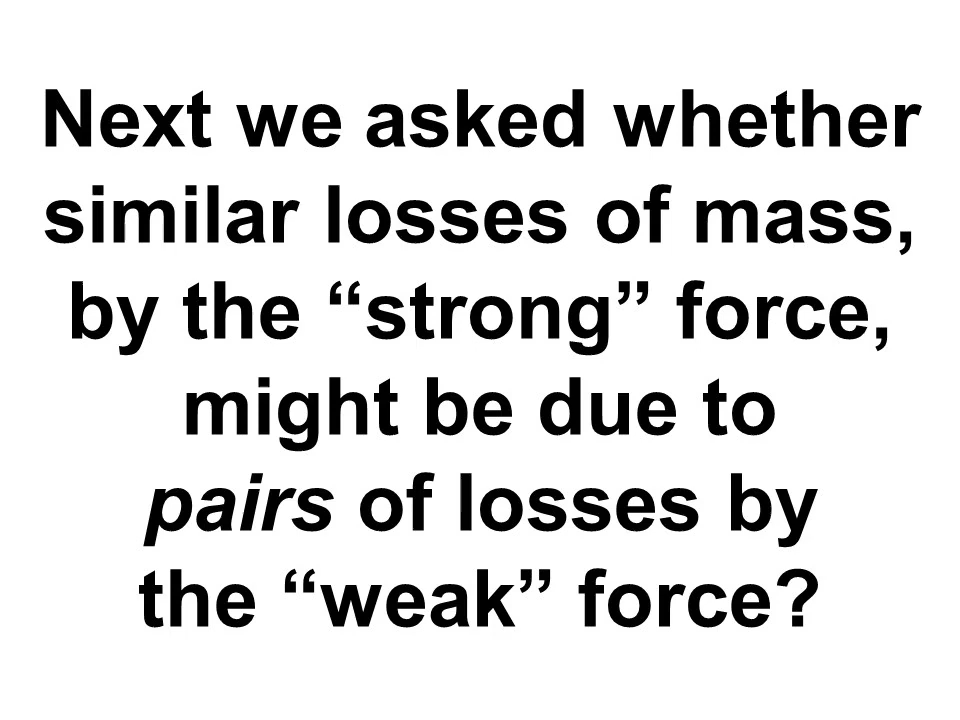 Next we asked whether
similar losses of mass,
by the “strong” force,
might be due to
pairs of losses by
the “weak” force?